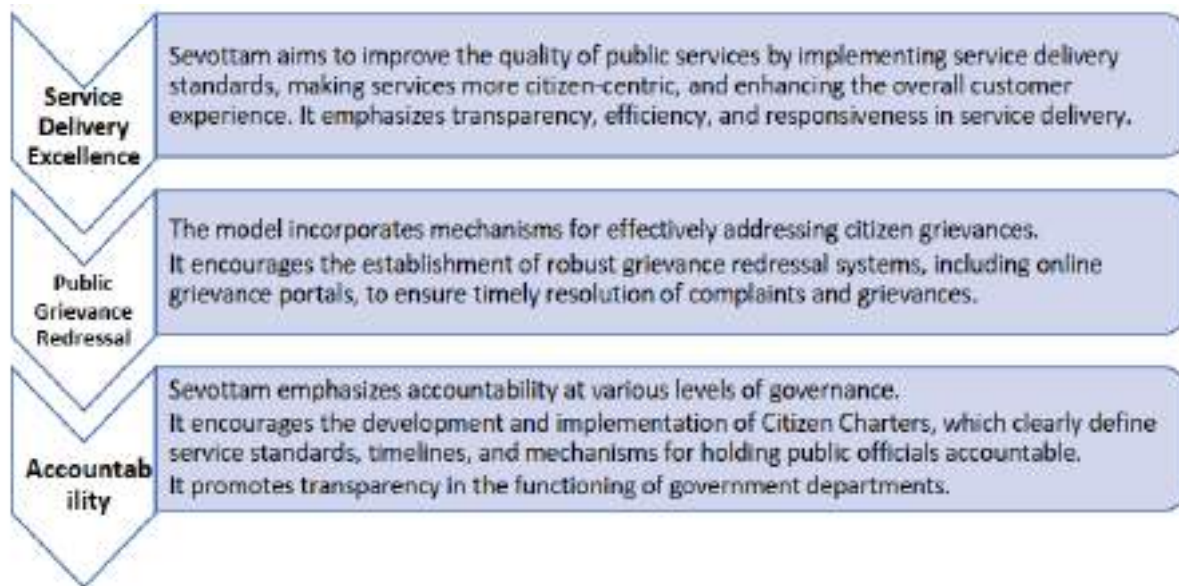 Service
Delivery
Excellence
Sevottam aims to improve the quality of public services by implementing service delivery
standards, making services more citizen-centric, and enhancing the overall customer
experience. It emphasizes transparency, efficiency, and responsiveness in service delivery.
Public
Grievance
Redressal
The model incorporates mechanisms for effectively addressing citizen grievances.
It encourages the establishment of robust grievance redressal systems, including online
grievance portals, to ensure timely resolution of complaints and grievances.
Accountab
ility
Sevottam emphasizes accountability at various levels of governance.
It encourages the development and implementation of Citizen Charters, which clearly define
service standards, timelines, and mechanisms for holding public officials accountable.
It promotes transparency in the functioning of government departments.